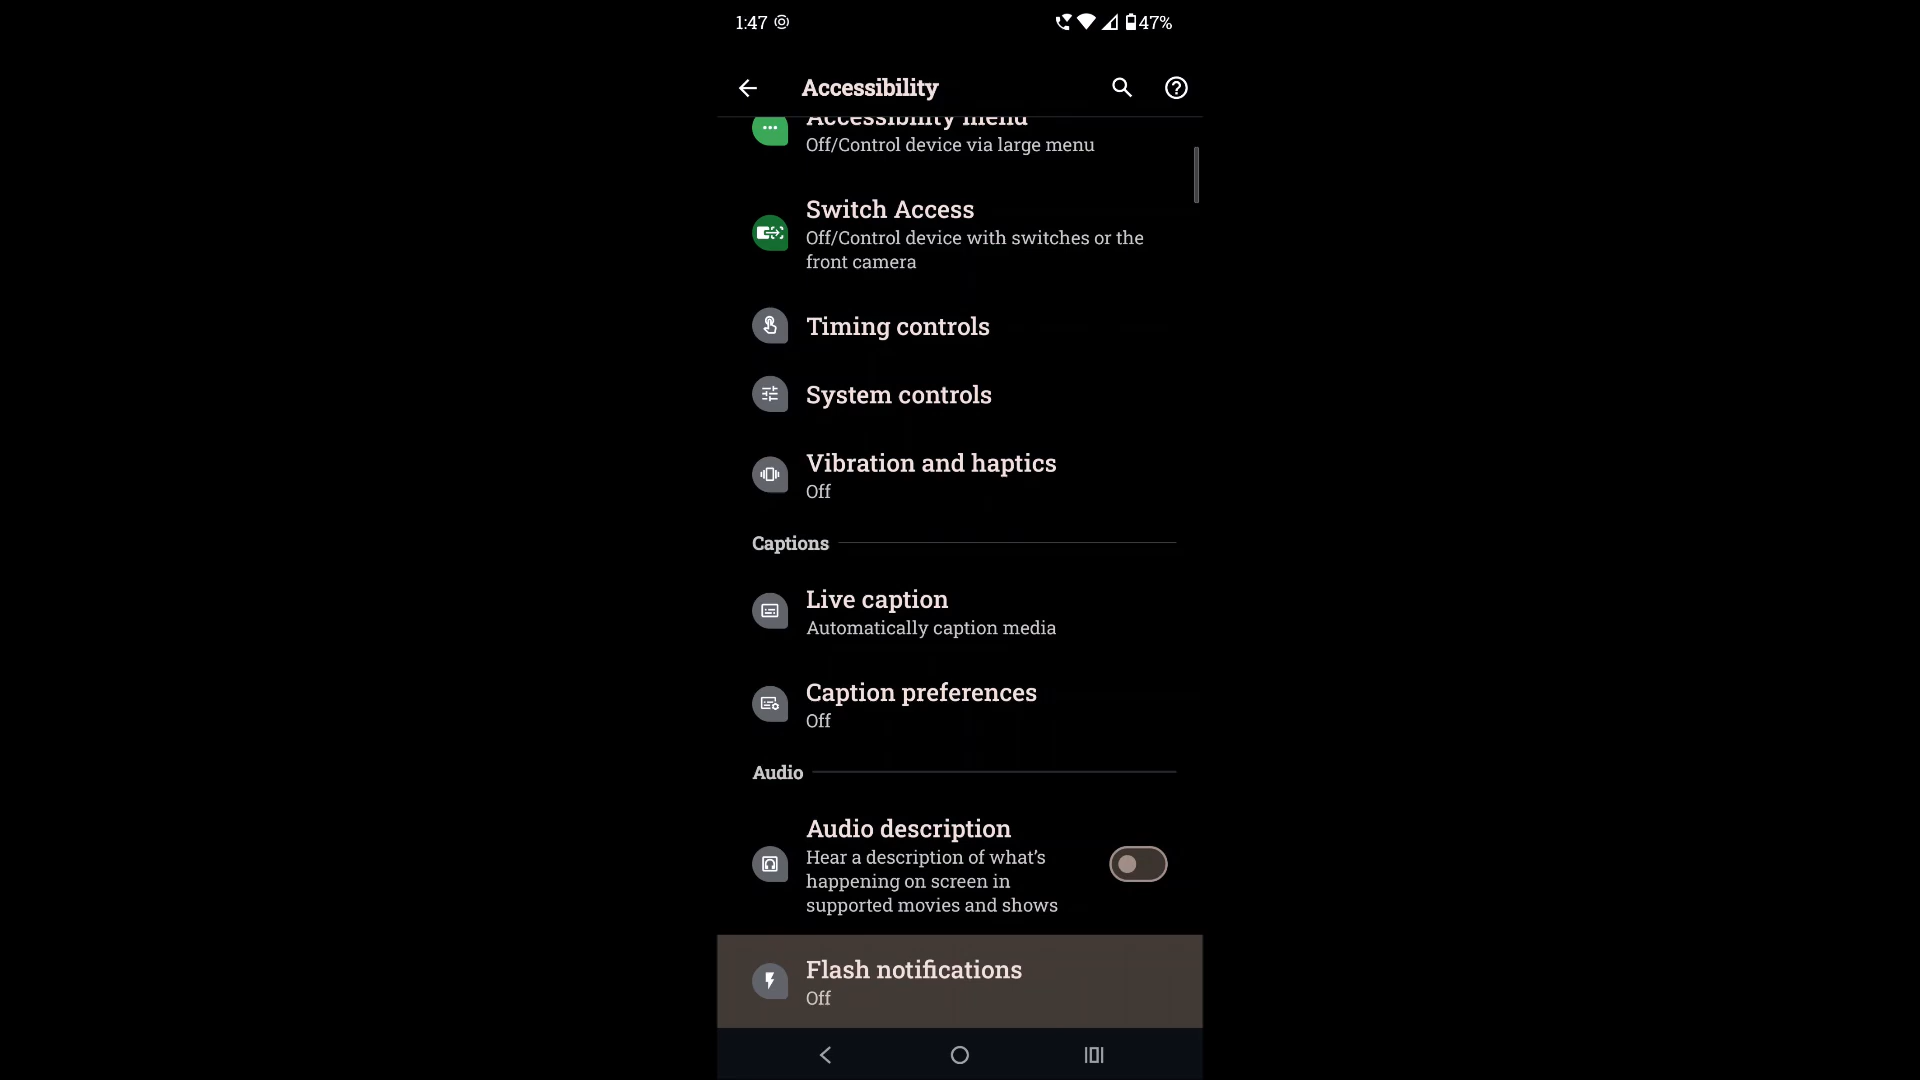 1:47
47%
Accessibility
Accessibility menu
Off/Control device via large menu
Switch Access
Off/Control device with switches or the
front camera
Timing controls
System controls
Vibration and haptics
Off
Captions
Live caption
Automatically caption media
Caption preferences
Off
Audio
Audio description
Hear a description of what’s
happening on screen in
supported movies and shows
Flash notifications
Off